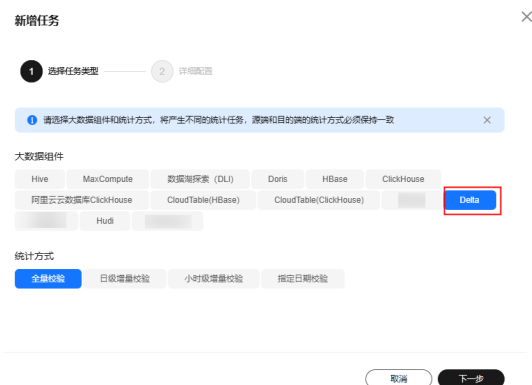 新增任务
1 选择任务类型 2 详细配置
请选择大数据组件和统计方式，将产生不同的统计任务，源端和目的端的统计方式必须保持一致
大数据组件
Hive MaxCompute 数据湖探索（DLI） Doris HBase ClickHouse
阿里云云数据库ClickHouse CloudTable(HBase) CloudTable(ClickHouse) Delta
Hudi
统计方式
全量校验 日级增量校验 小时级增量校验 指定日期校验
取消 下一步